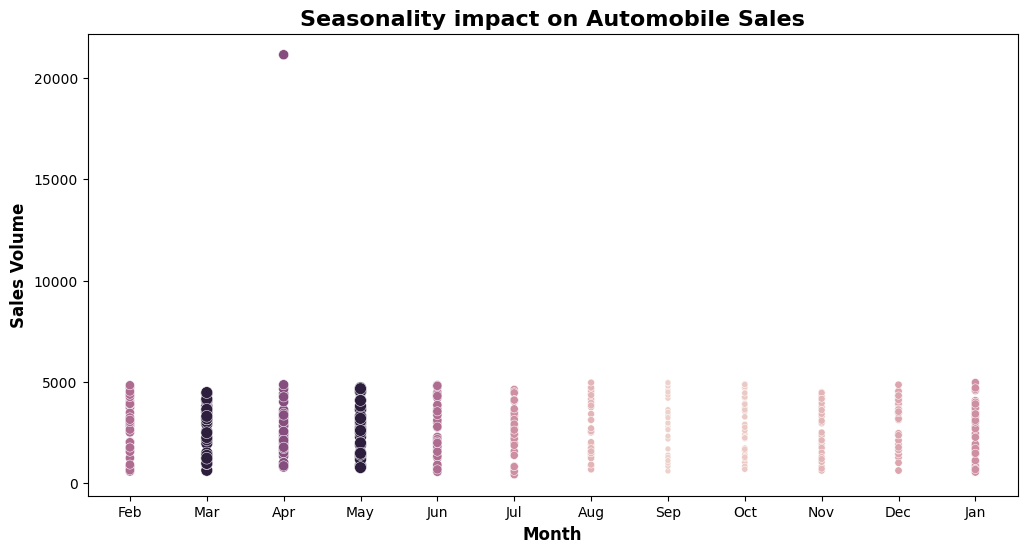 Seasonality impact on Automobile Sales
Sales Volume
20000
15000
10000
5000
0
Feb Mar Apr May Jun Jul Aug Sep Oct Nov Dec Jan
Month